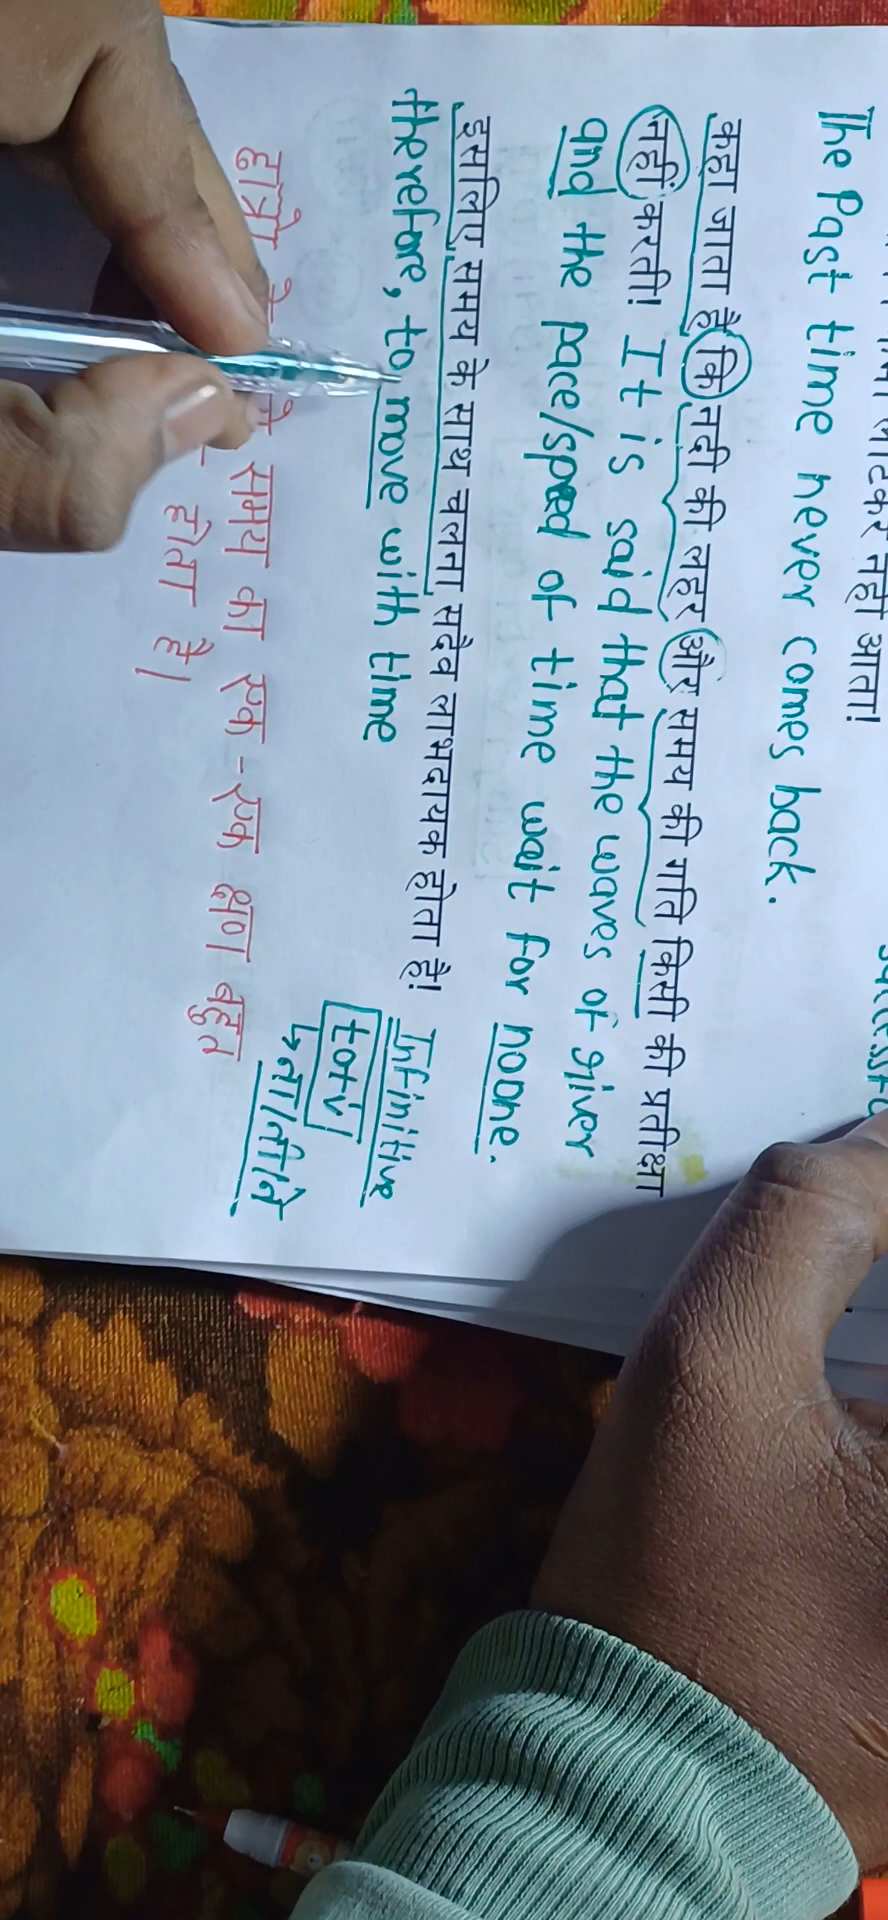 लौटकर नहीं आता!
The Past time never comes back.
कहा जाता है कि नदी की लहर और समय की गति किसी की प्रतीक्षा
नहीं करती! It is said that the waves of river
and the pace/speed of time wait for noone.
इसलिए समय के साथ चलना सदैव लाभदायक होता है!
Infinitive
therefore, to move with time
to+v1
ना/नी/ने
समय का एक-एक क्षण बहुत
होता है।